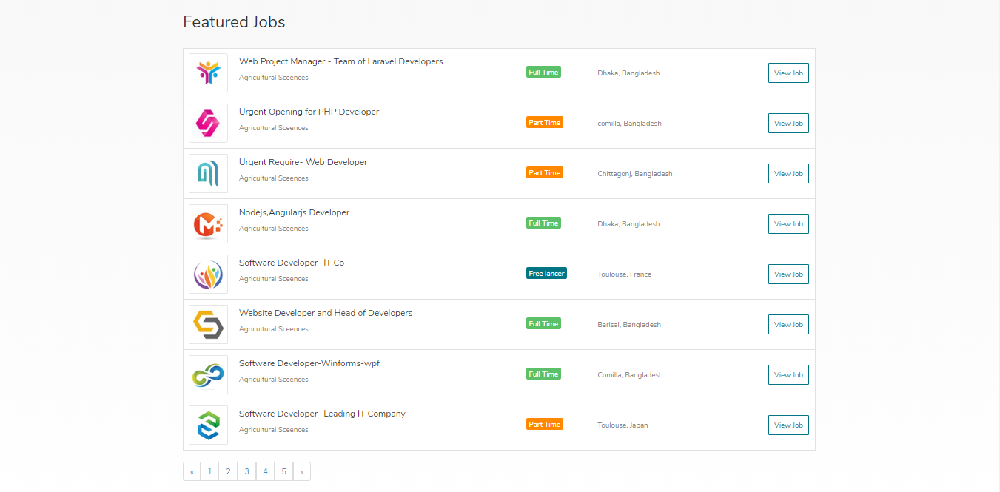 Featured Jobs
Web Project Manager - Team of Laravel Developers
Agricultural Sceences
Full Time
Dhaka, Bangladesh
View Job
Urgent Opening for PHP Developer
Agricultural Sceences
Part Time
comilla, Bangladesh
View Job
Urgent Require- Web Developer
Agricultural Sceences
Part Time
Chittagonj, Bangladesh
View Job
Nodejs,Angularjs Developer
Agricultural Sceences
Full Time
Dhaka, Bangladesh
View Job
Software Developer -IT Co
Agricultural Sceences
Free lancer
Toulouse, France
View Job
Website Developer and Head of Developers
Agricultural Sceences
Full Time
Barisal, Bangladesh
View Job
Software Developer-Winforms-wpf
Agricultural Sceences
Full Time
Comilla, Bangladesh
View Job
Software Developer -Leading IT Company
Agricultural Sceences
Part Time
Toulouse, Japan
View Job
« 1 2 3 4 5 »